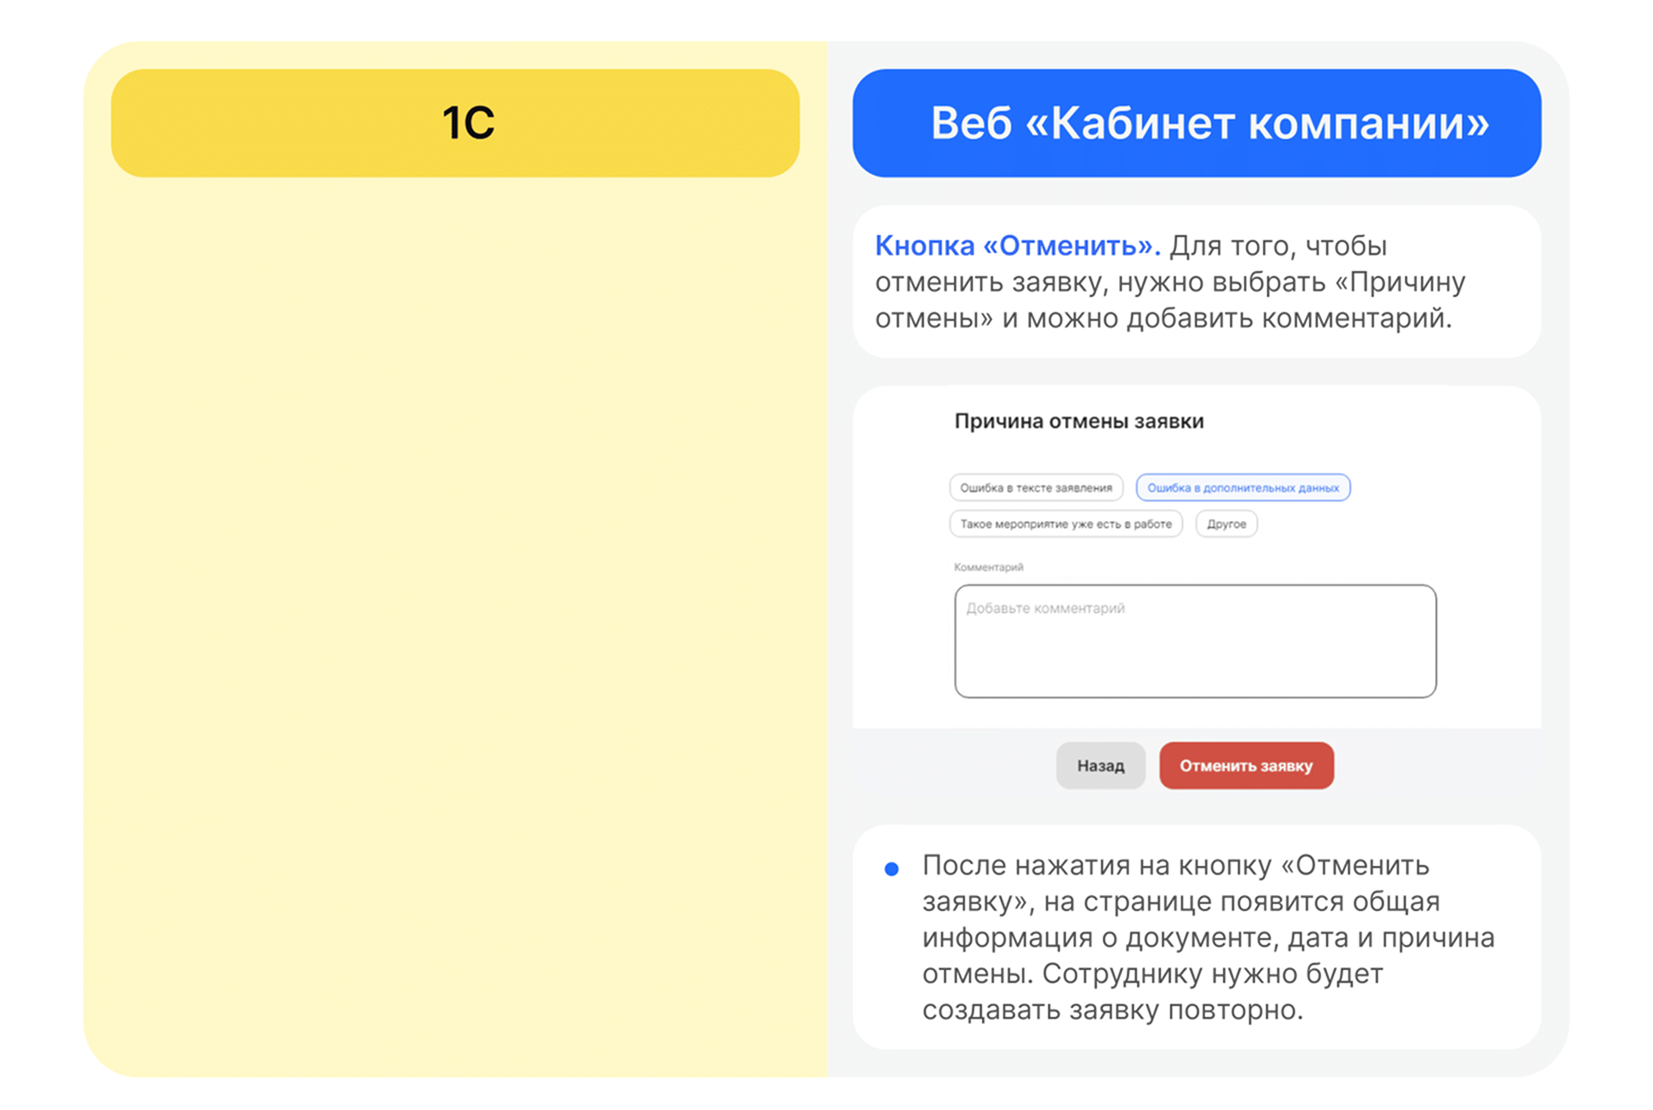 1С
Веб «Кабинет компании»
Кнопка «Отменить». Для того, чтобы
отменить заявку, нужно выбрать «Причину
отмены» и можно добавить комментарий.
Причина отмены заявки
Ошибка в тексте заявления
Ошибка в дополнительных данных
Такое мероприятие уже есть в работе
Другое
Комментарий
Добавьте комментарий
Назад
Отменить заявку
После нажатия на кнопку «Отменить
заявку», на странице появится общая
информация о документе, дата и причина
отмены. Сотруднику нужно будет
создавать заявку повторно.